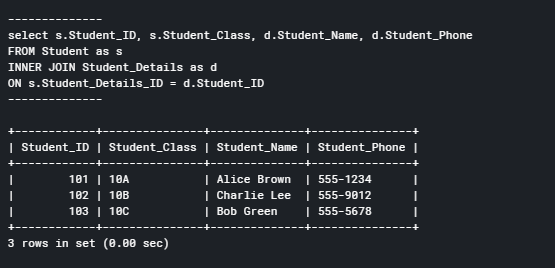 --------------
select s.Student_ID, s.Student_Class, d.Student_Name, d.Student_Phone
FROM Student as s
INNER JOIN Student_Details as d
ON s.Student_Details_ID = d.Student_ID
--------------
+------------+---------------+--------------+---------------+
| Student_ID | Student_Class | Student_Name | Student_Phone |
+------------+---------------+--------------+---------------+
|        101 | 10A           | Alice Brown  | 555-1234      |
|        102 | 10B           | Charlie Lee  | 555-9012      |
|        103 | 10C           | Bob Green    | 555-5678      |
+------------+---------------+--------------+---------------+
3 rows in set (0.00 sec)